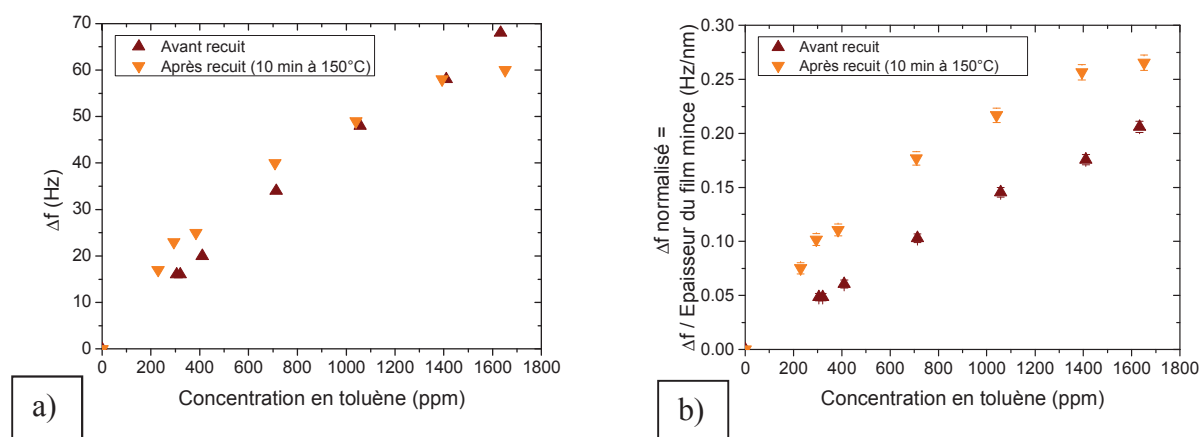 70
60
50
40
30
20
10
0
Δf (Hz)
Avant recuit
Après recuit (10 min à 150°C)
0 200 400 600 800 1000 1200 1400 1600 1800
Concentration en toluène (ppm)
a)
0.30
0.25
0.20
0.15
0.10
0.05
0.00
Δf normalisé =
Δf / Epaisseur du film mince (Hz/nm)
Avant recuit
Après recuit (10 min à 150°C)
0 200 400 600 800 1000 1200 1400 1600 1800
Concentration en toluène (ppm)
b)